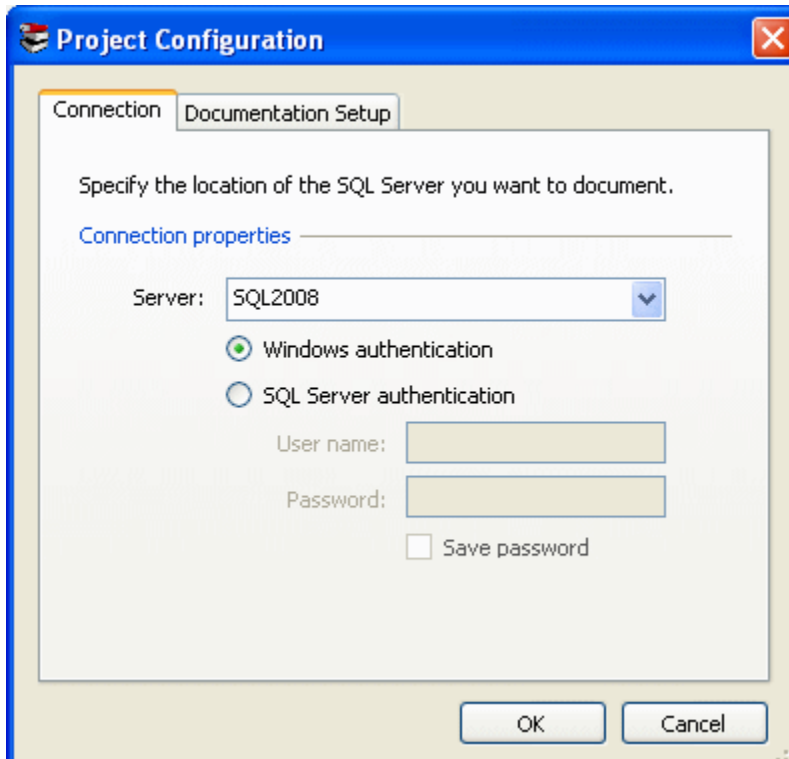 Project Configuration
Connection
Documentation Setup
Specify the location of the SQL Server you want to document.
Connection properties
Server: SQL2008
Windows authentication
SQL Server authentication
User name:
Password:
Save password
OK
Cancel